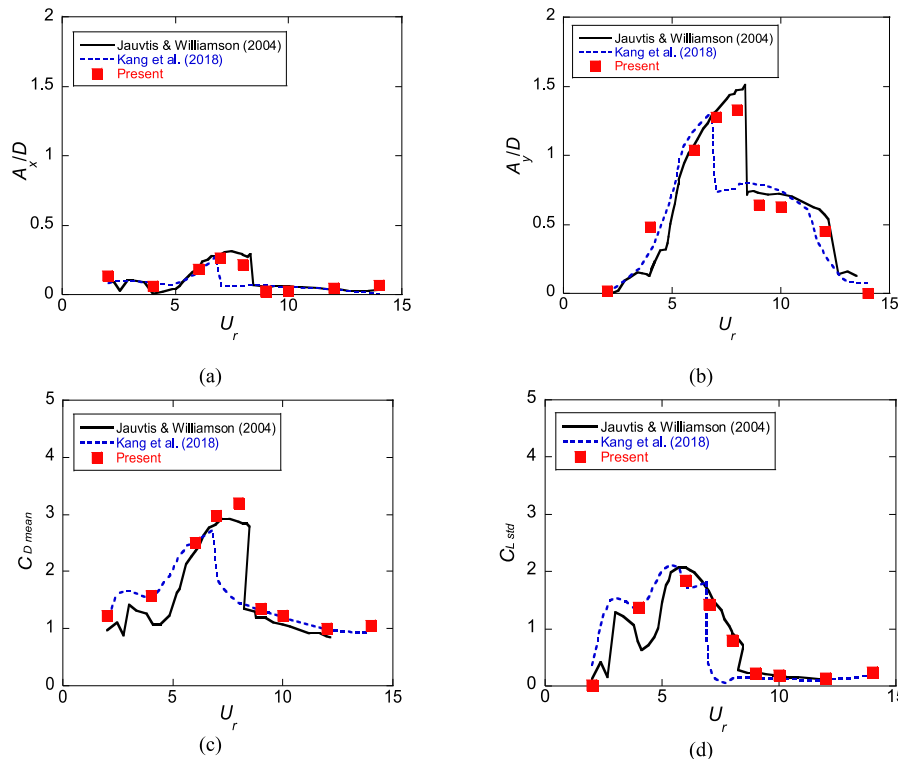 2
1.5
1
0.5
0
A_x/D
Jauvtis & Williamson (2004)
Kang et al. (2018)
Present
0 5 10 15
U_r
(a)
2
1.5
1
0.5
0
A_y/D
Jauvtis & Williamson (2004)
Kang et al. (2018)
Present
0 5 10 15
U_r
(b)
5
4
3
2
1
0
C_D mean
Jauvtis & Williamson (2004)
Kang et al. (2018)
Present
0 5 10 15
U_r
(c)
5
4
3
2
1
0
C_L std
Jauvtis & Williamson (2004)
Kang et al. (2018)
Present
0 5 10 15
U_r
(d)